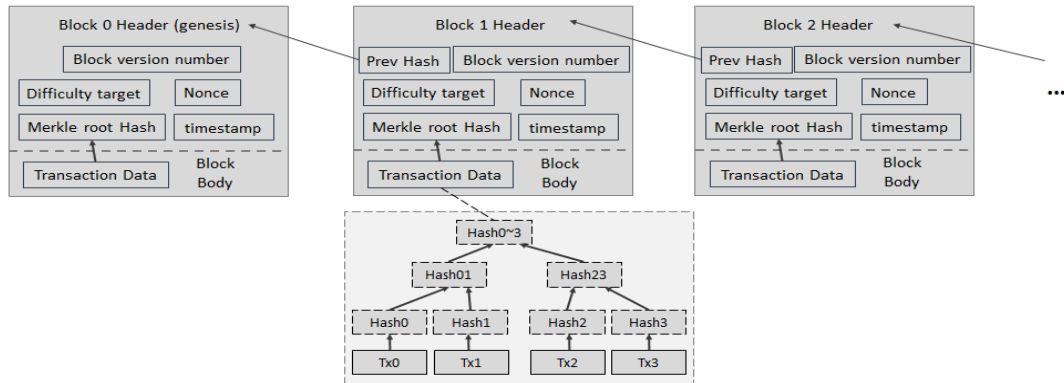 Block 0 Header (genesis)
Block version number
Difficulty target
Nonce
Merkle root Hash
timestamp
Transaction Data
Block
Body
Block 1 Header
Prev Hash
Block version number
Difficulty target
Nonce
Merkle root Hash
timestamp
Transaction Data
Block
Body
Block 2 Header
Prev Hash
Block version number
Difficulty target
Nonce
Merkle root Hash
timestamp
Transaction Data
Block
Body
...
Hash0~3
Hash01
Hash23
Hash0
Hash1
Hash2
Hash3
Tx0
Tx1
Tx2
Tx3